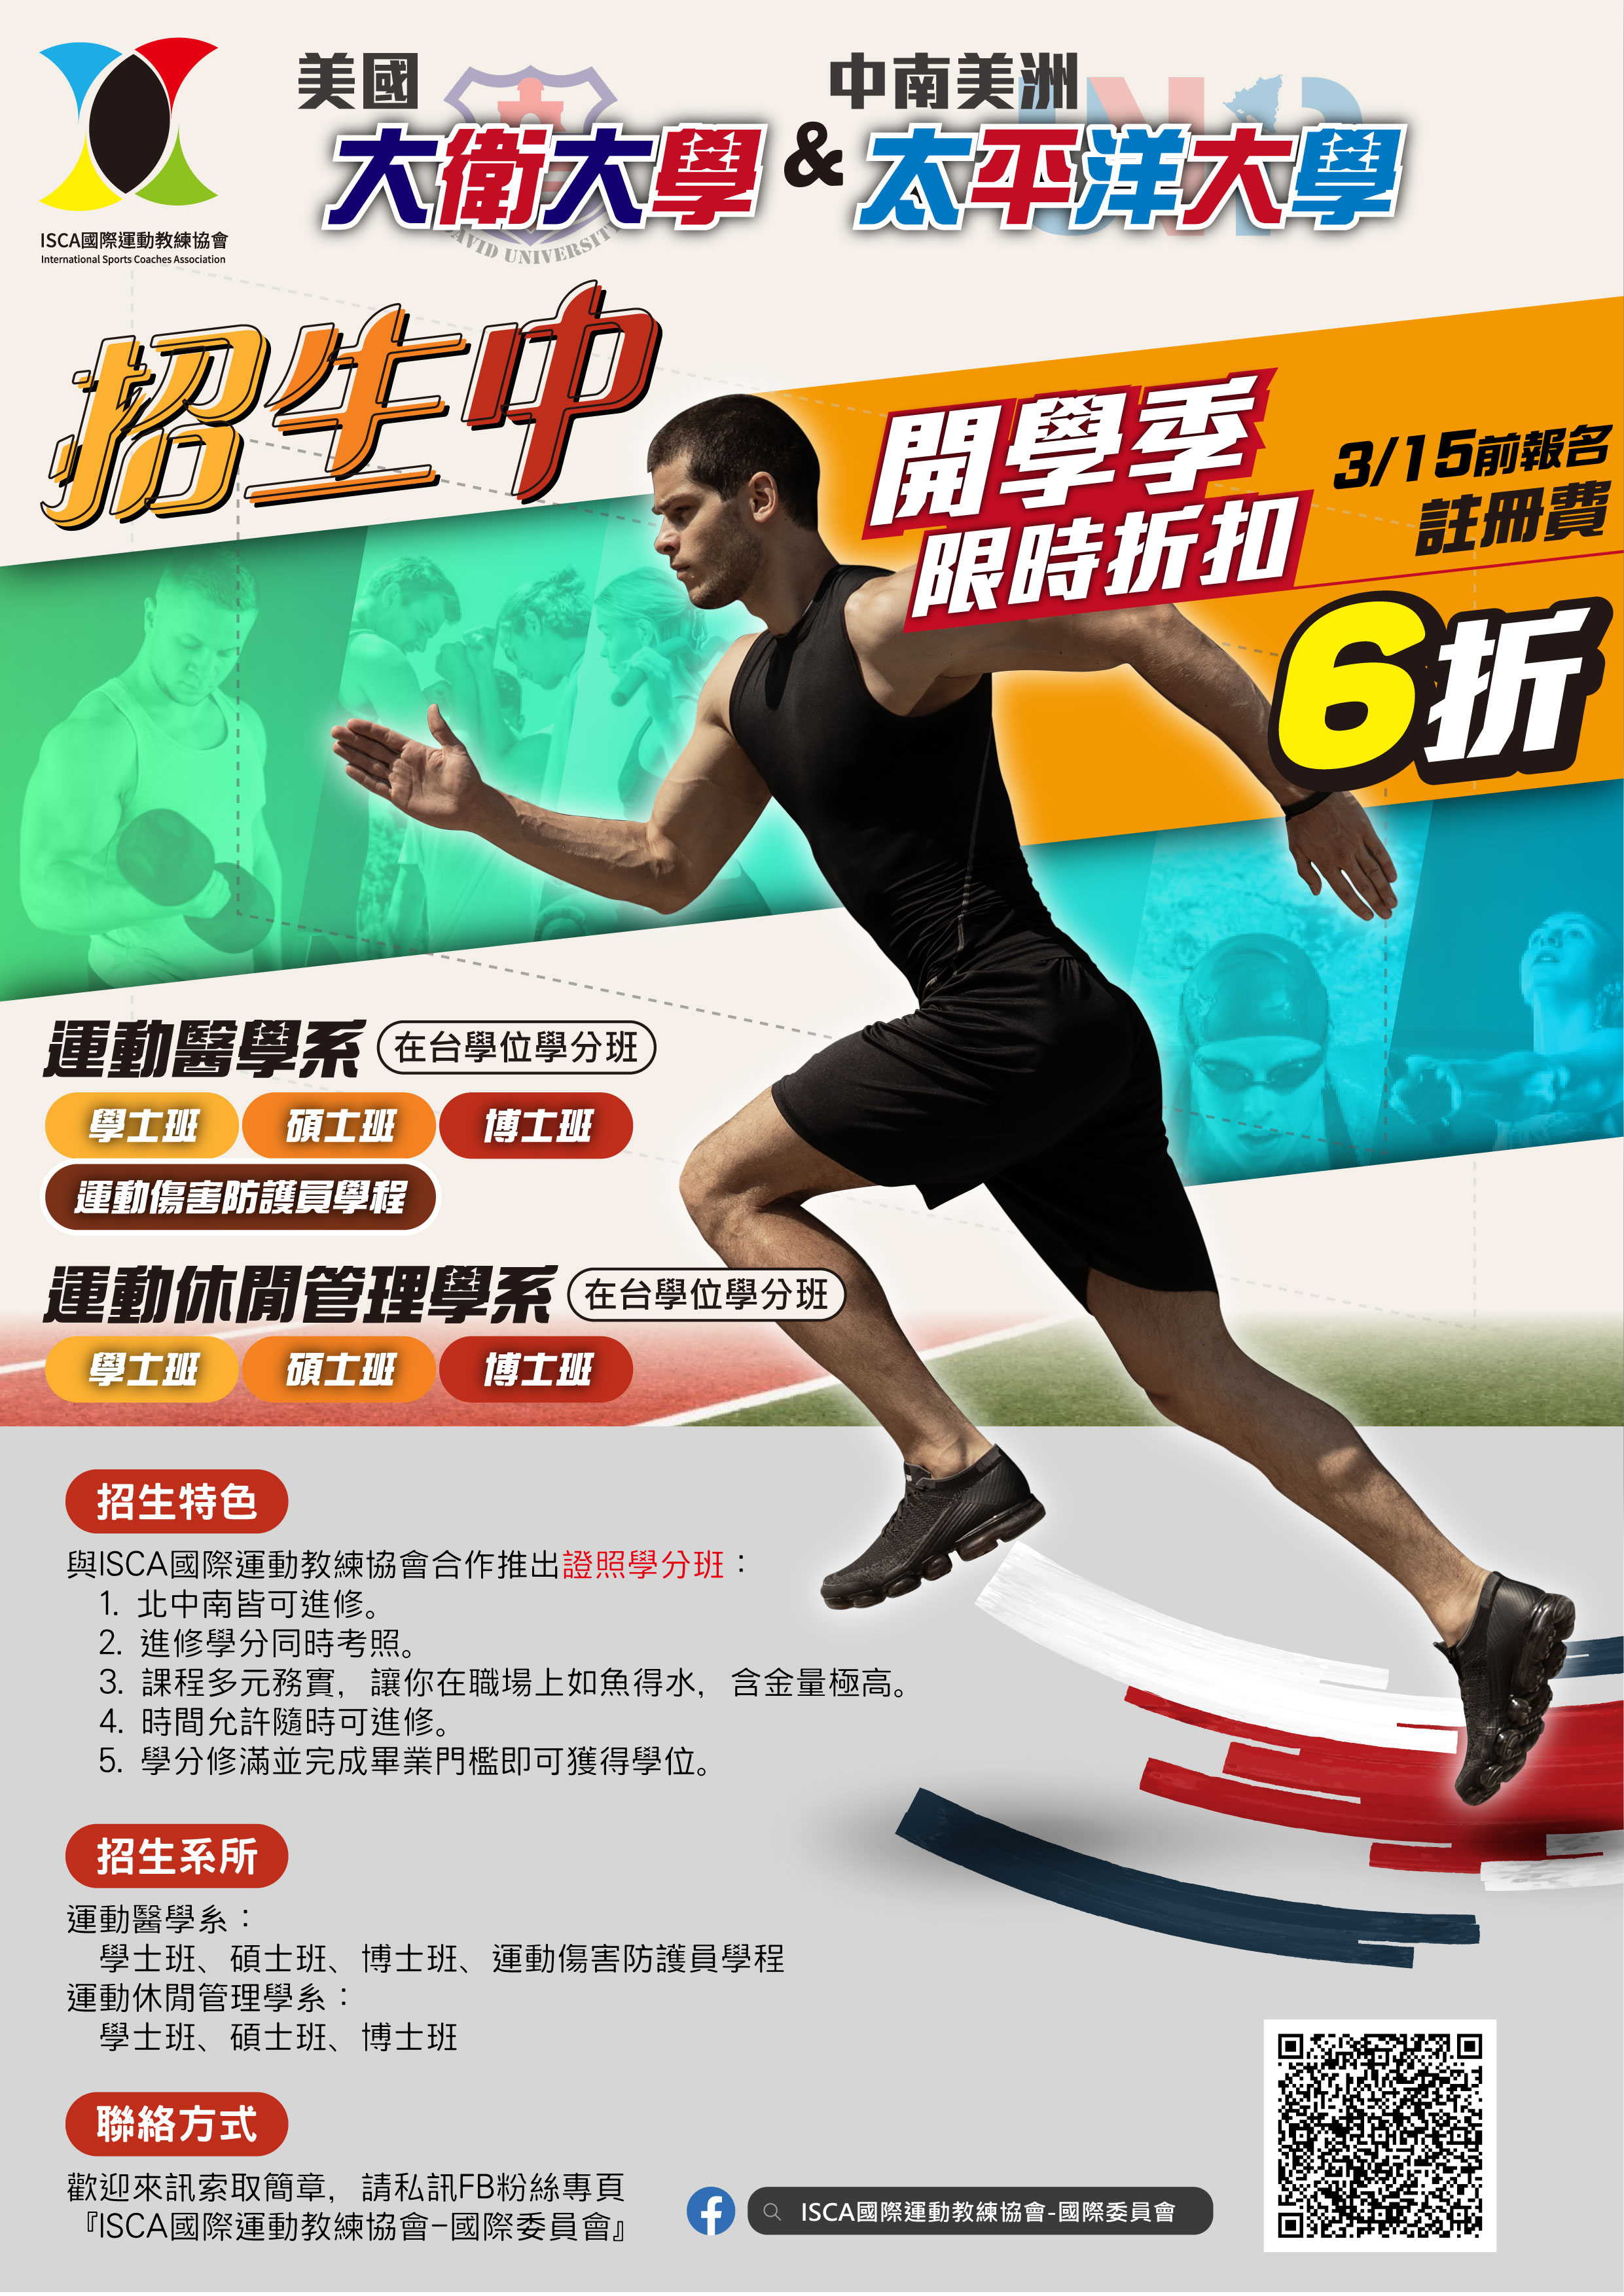 ISCA國際運動教練協會
International Sports Coaches Association
美國
大衛大學
&
中南美洲
太平洋大學
UNP
DAVID UNIVERSITY
招生中
開學季
限時折扣
3/15前報名
註冊費
6折
運動醫學系 在台學位學分班
學士班 碩士班 博士班
運動傷害防護員學程
運動休閒管理學系 在台學位學分班
學士班 碩士班 博士班
招生特色
與ISCA國際運動教練協會合作推出證照學分班：
1. 北中南皆可進修。
2. 進修學分同時考照。
3. 課程多元務實，讓你在職場上如魚得水，含金量極高。
4. 時間允許隨時可進修。
5. 學分修滿並完成畢業門檻即可獲得學位。
招生系所
運動醫學系：
學士班、碩士班、博士班、運動傷害防護員學程
運動休閒管理學系：
學士班、碩士班、博士班
聯絡方式
歡迎來訊索取簡章，請私訊FB粉絲專頁
『ISCA國際運動教練協會–國際委員會』
ISCA國際運動教練協會-國際委員會